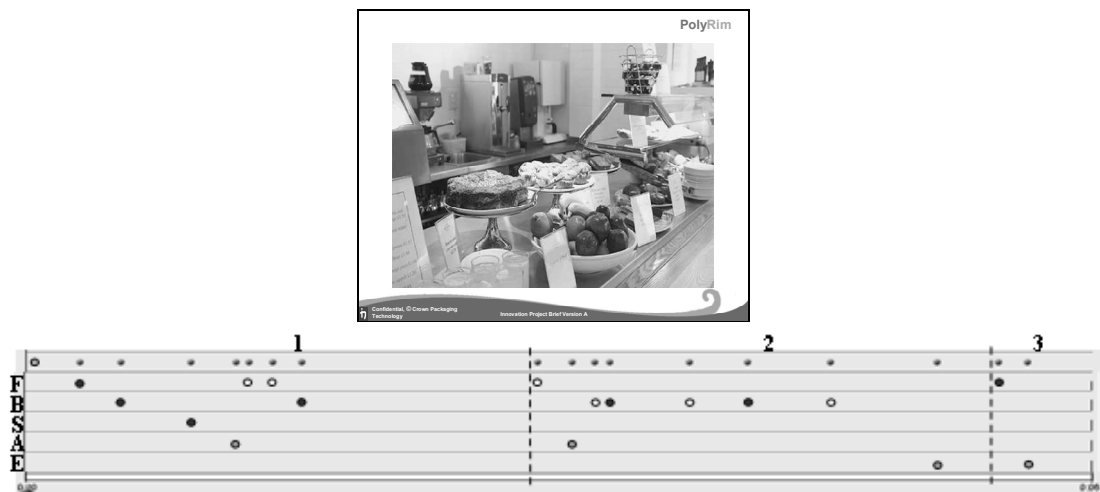 PolyRim
Confidential, © Crown Packaging
Technology
Innovation Project Brief Version A
1
2
3
F
B
S
A
E